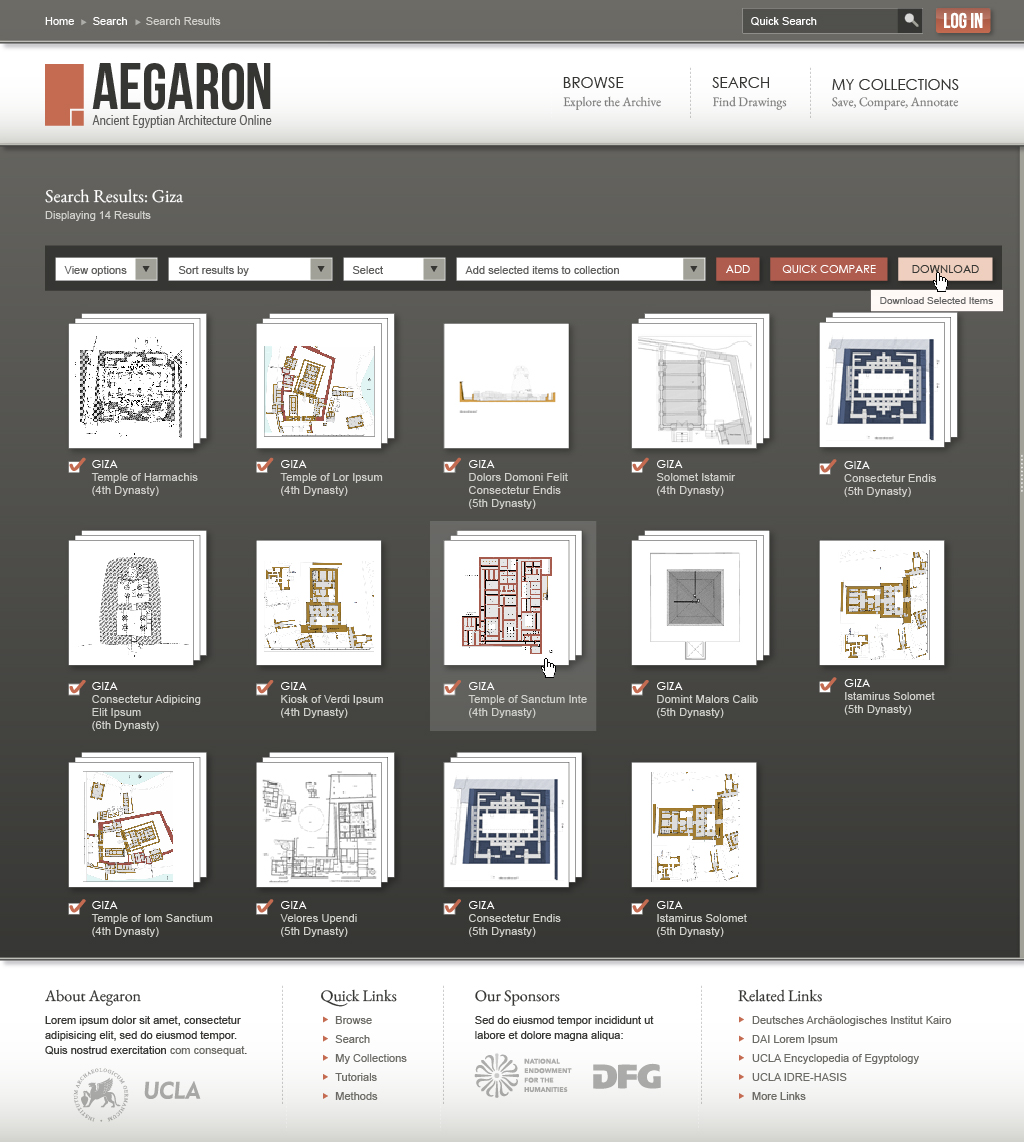 Home ▸ Search ▸ Search Results
Quick Search
LOG IN
AEGARON
Ancient Egyptian Architecture Online
BROWSE
Explore the Archive
SEARCH
Find Drawings
MY COLLECTIONS
Save, Compare, Annotate
Search Results: Giza
Displaying 14 Results
View options
Sort results by
Select
Add selected items to collection
ADD
QUICK COMPARE
DOWNLOAD
Download Selected Items
GIZA
Temple of Harmachis
(4th Dynasty)
GIZA
Temple of Lor Ipsum
(4th Dynasty)
GIZA
Dolors Domoni Felit
Consectetur Endis
(5th Dynasty)
GIZA
Solomet Istamir
(4th Dynasty)
GIZA
Consectetur Endis
(5th Dynasty)
GIZA
Consectetur Adipicing
Elit Ipsum
(6th Dynasty)
GIZA
Kiosk of Verdi Ipsum
(4th Dynasty)
GIZA
Temple of Sanctum Inte
(4th Dynasty)
GIZA
Domint Malors Calib
(5th Dynasty)
GIZA
Istamirus Solomet
(5th Dynasty)
GIZA
Temple of Iom Sanctium
(4th Dynasty)
GIZA
Velores Upendi
(5th Dynasty)
GIZA
Consectetur Endis
(5th Dynasty)
GIZA
Istamirus Solomet
(5th Dynasty)
About Aegaron
Lorem ipsum dolor sit amet, consectetur
adipisicing elit, sed do eiusmod tempor.
Quis nostrud exercitation com consequat.
UCLA
Quick Links
Browse
Search
My Collections
Tutorials
Methods
Our Sponsors
Sed do eiusmod tempor incididunt ut
labore et dolore magna aliqua:
NATIONAL
ENDOWMENT
FOR THE
HUMANITIES
DFG
Related Links
Deutsches Archäologisches Institut Kairo
DAI Lorem Ipsum
UCLA Encyclopedia of Egyptology
UCLA IDRE-HASIS
More Links